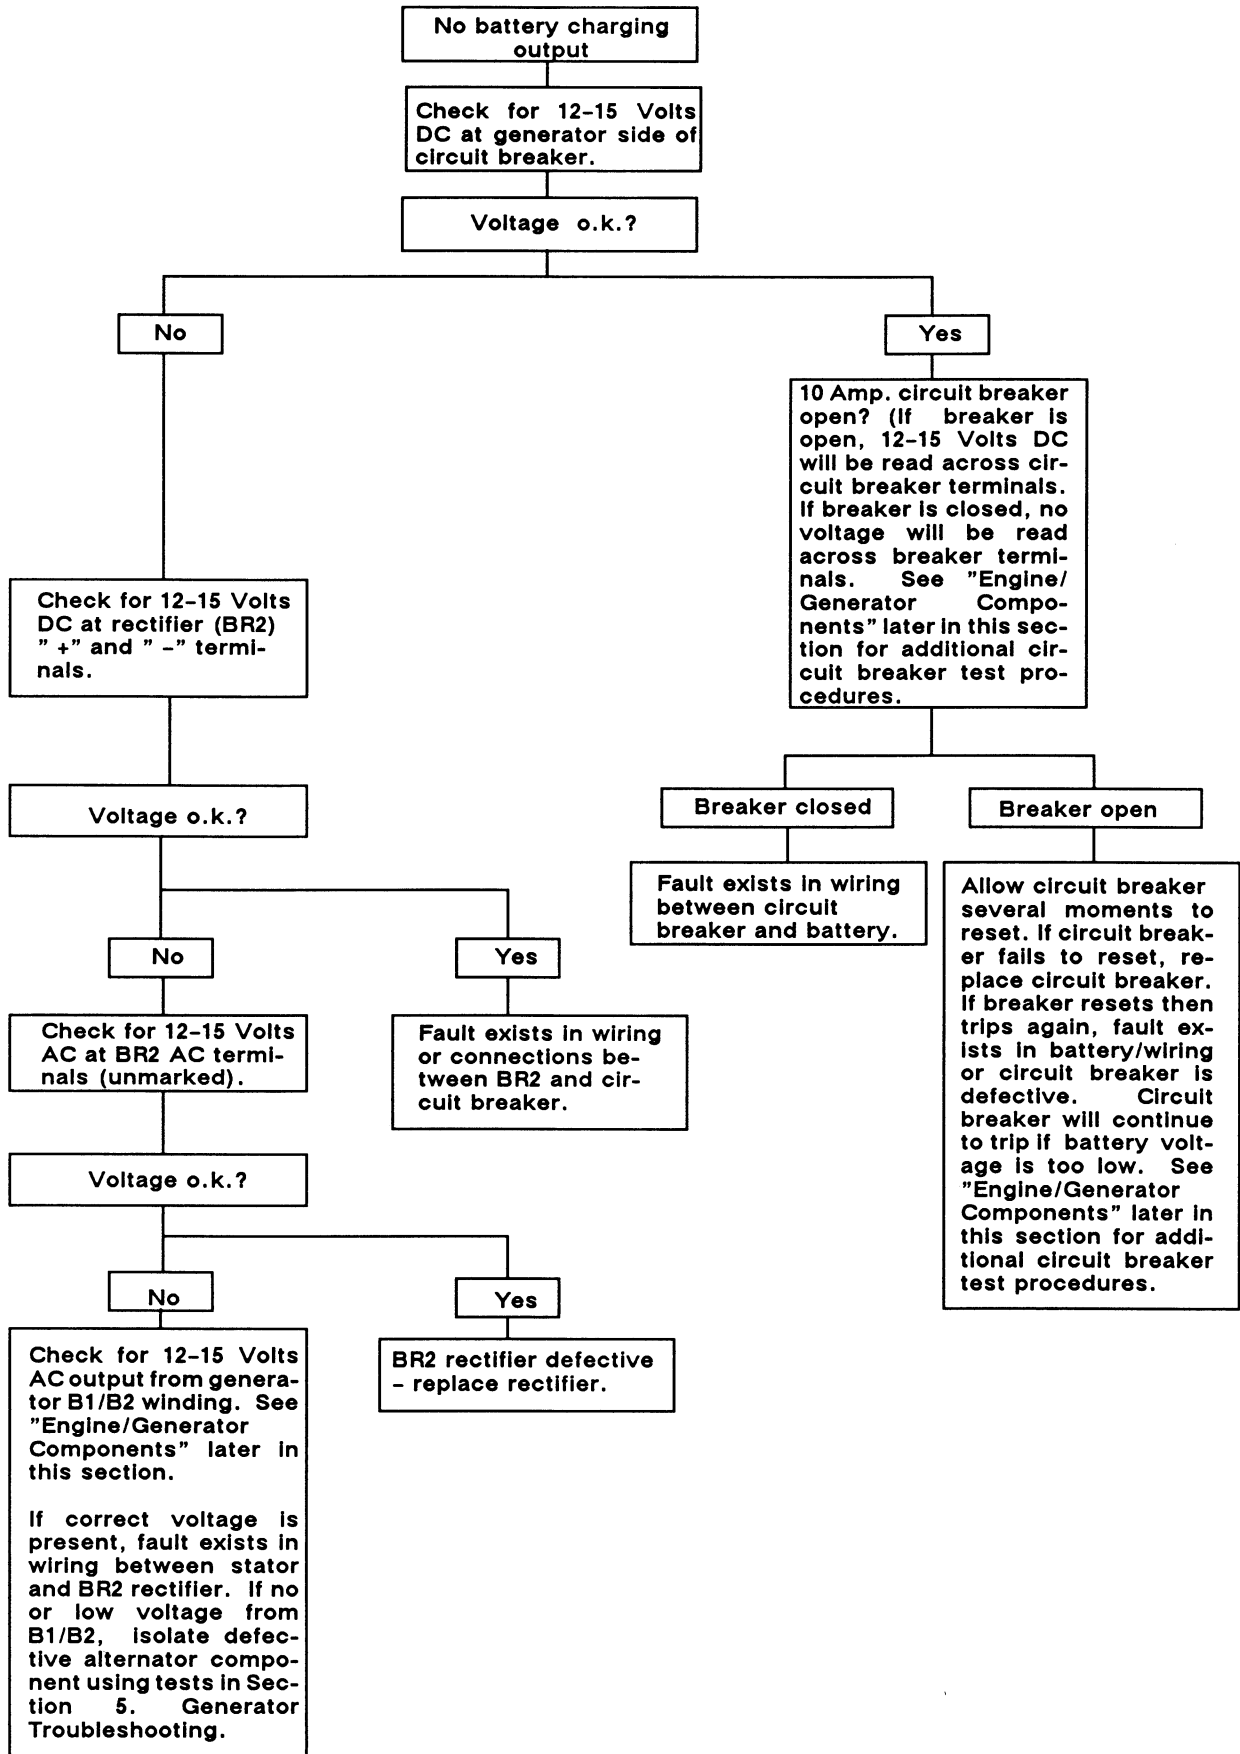 No battery charging
output
Check for 12–15 Volts
DC at generator side of
circuit breaker.
Voltage o.k.?
No
Yes
10 Amp. circuit breaker
open? (If breaker is
open, 12–15 Volts DC
will be read across cir-
cuit breaker terminals.
If breaker is closed, no
voltage will be read
across breaker termi-
nals. See "Engine/
Generator Compo-
nents" later in this sec-
tion for additional cir-
cuit breaker test pro-
cedures.
Check for 12–15 Volts
DC at rectifier (BR2)
" +" and " –" termi-
nals.
Voltage o.k.?
Breaker closed
Breaker open
Fault exists in wiring
between circuit
breaker and battery.
Allow circuit breaker
several moments to
reset. If circuit break-
er fails to reset, re-
place circuit breaker.
If breaker resets then
trips again, fault ex-
ists in battery/wiring
or circuit breaker is
defective. Circuit
breaker will continue
to trip if battery volt-
age is too low. See
"Engine/Generator
Components" later in
this section for addi-
tional circuit breaker
test procedures.
No
Yes
Check for 12–15 Volts
AC at BR2 AC termi-
nals (unmarked).
Fault exists in wiring
or connections be-
tween BR2 and cir-
cuit breaker.
Voltage o.k.?
No
Yes
Check for 12–15 Volts
AC output from genera-
tor B1/B2 winding. See
"Engine/Generator
Components" later in
this section.
If correct voltage is
present, fault exists in
wiring between stator
and BR2 rectifier. If no
or low voltage from
B1/B2, isolate defec-
tive alternator compo-
nent using tests in Sec-
tion 5. Generator
Troubleshooting.
BR2 rectifier defective
– replace rectifier.